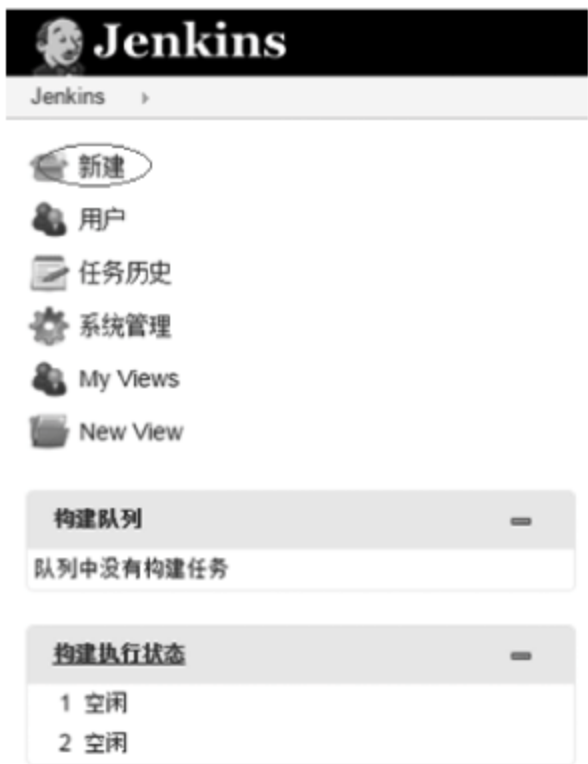 Jenkins
Jenkins
新建
用户
任务历史
系统管理
My Views
New View
构建队列
队列中没有构建任务
构建执行状态
1 空闲
2 空闲